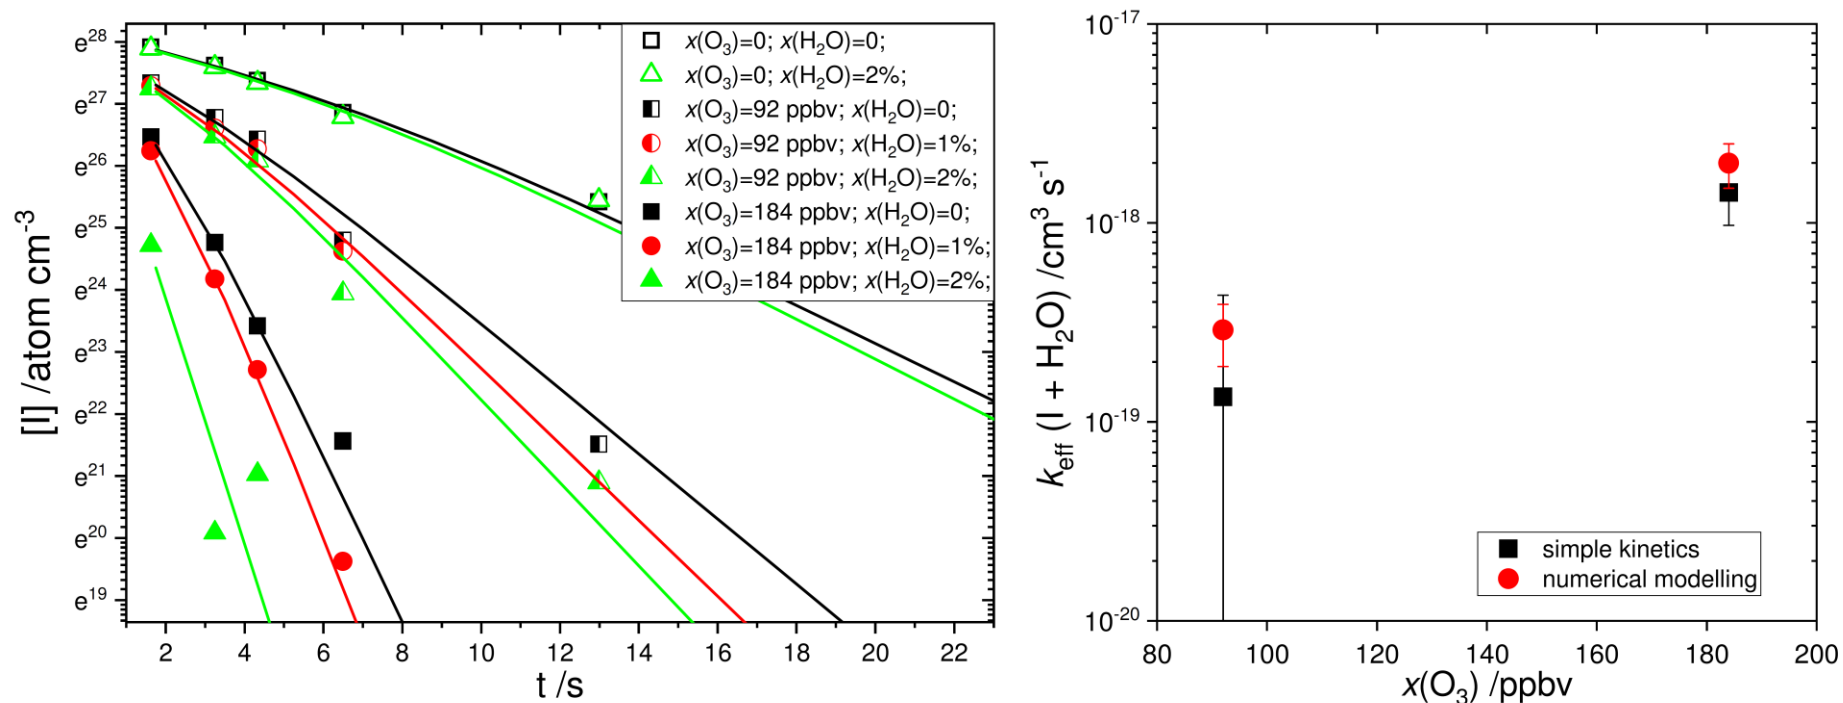 [I] /atom cm⁻³
e²⁸
e²⁷
e²⁶
e²⁵
e²⁴
e²³
e²²
e²¹
e²⁰
e¹⁹
x(O₃)=0; x(H₂O)=0;
x(O₃)=0; x(H₂O)=2%;
x(O₃)=92 ppbv; x(H₂O)=0;
x(O₃)=92 ppbv; x(H₂O)=1%;
x(O₃)=92 ppbv; x(H₂O)=2%;
x(O₃)=184 ppbv; x(H₂O)=0;
x(O₃)=184 ppbv; x(H₂O)=1%;
x(O₃)=184 ppbv; x(H₂O)=2%;
2 4 6 8 10 12 14 16 18 20 22
t /s
k_eff (I + H₂O) /cm³ s⁻¹
10⁻¹⁷
10⁻¹⁸
10⁻¹⁹
10⁻²⁰
simple kinetics
numerical modelling
80 100 120 140 160 180 200
x(O₃) /ppbv